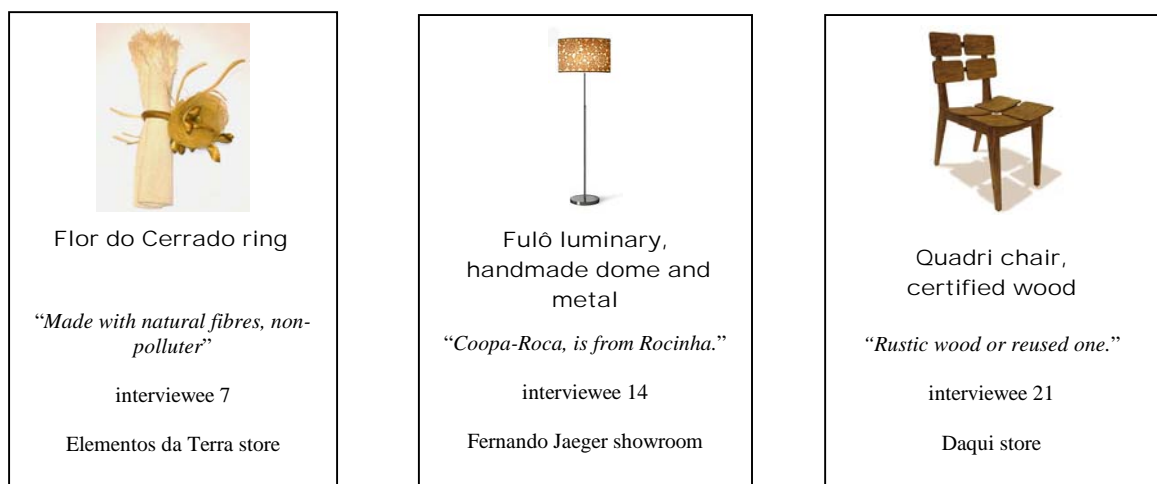 Flor do Cerrado ring
“Made with natural fibres, non-
polluter”
interviewee 7
Elementos da Terra store
Fulô luminary,
handmade dome and
metal
“Coopa-Roca, is from Rocinha.”
interviewee 14
Fernando Jaeger showroom
Quadri chair,
certified wood
“Rustic wood or reused one.”
interviewee 21
Daqui store